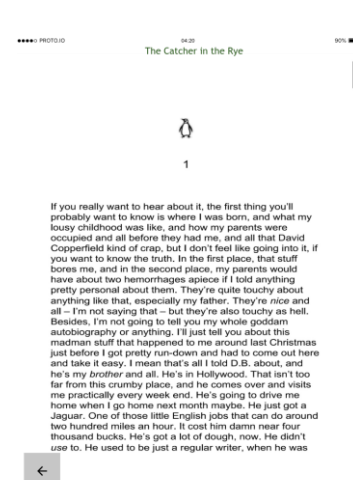 PROTO.IO 04:20 90%
The Catcher in the Rye
1
If you really want to hear about it, the first thing you'll
probably want to know is where I was born, and what my
lousy childhood was like, and how my parents were
occupied and all before they had me, and all that David
Copperfield kind of crap, but I don't feel like going into it, if
you want to know the truth. In the first place, that stuff
bores me, and in the second place, my parents would
have about two hemorrhages apiece if I told anything
pretty personal about them. They're quite touchy about
anything like that, especially my father. They're nice and
all – I'm not saying that – but they're also touchy as hell.
Besides, I'm not going to tell you my whole goddam
autobiography or anything. I'll just tell you about this
madman stuff that happened to me around last Christmas
just before I got pretty run-down and had to come out here
and take it easy. I mean that's all I told D.B. about, and
he's my brother and all. He's in Hollywood. That isn't too
far from this crumby place, and he comes over and visits
me practically every week end. He's going to drive me
home when I go home next month maybe. He just got a
Jaguar. One of those little English jobs that can do around
two hundred miles an hour. It cost him damn near four
thousand bucks. He's got a lot of dough, now. He didn't
use to. He used to be just a regular writer, when he was